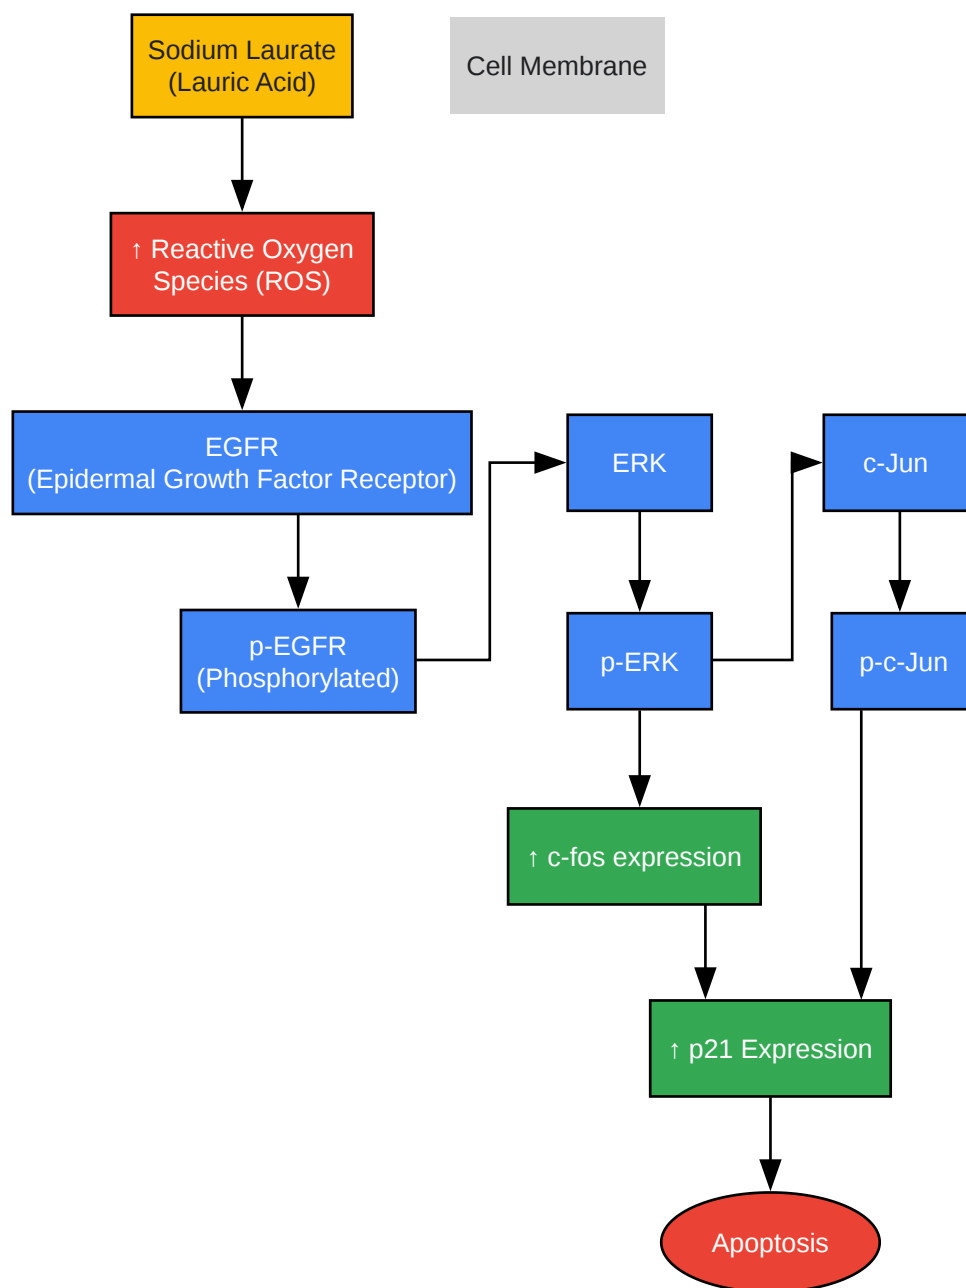 Sodium Laurate
(Lauric Acid)
Cell Membrane
↑ Reactive Oxygen
Species (ROS)
EGFR
(Epidermal Growth Factor Receptor)
ERK
c-Jun
p-EGFR
(Phosphorylated)
p-ERK
p-c-Jun
↑ c-fos expression
↑ p21 Expression
Apoptosis